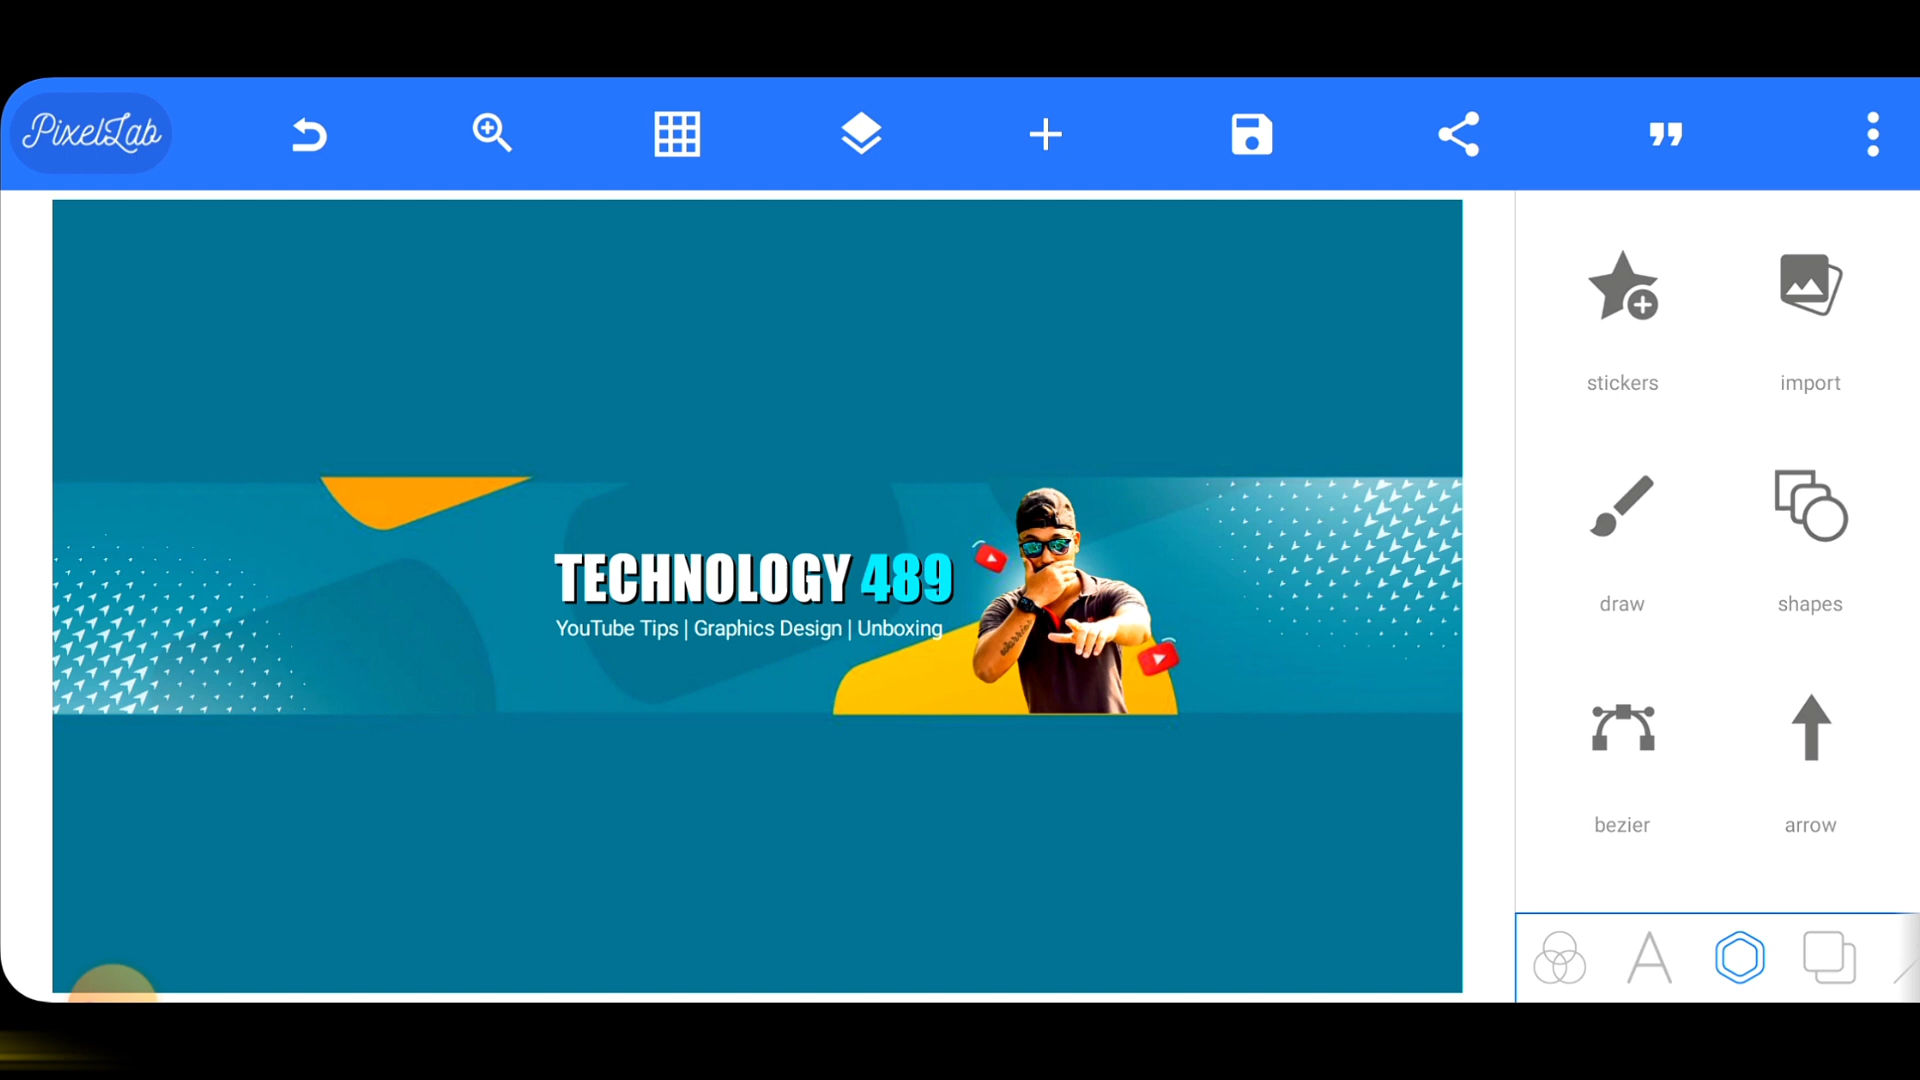 PixelLab
stickers
import
TECHNOLOGY 489
YouTube Tips | Graphics Design | Unboxing
draw
shapes
bezier
arrow